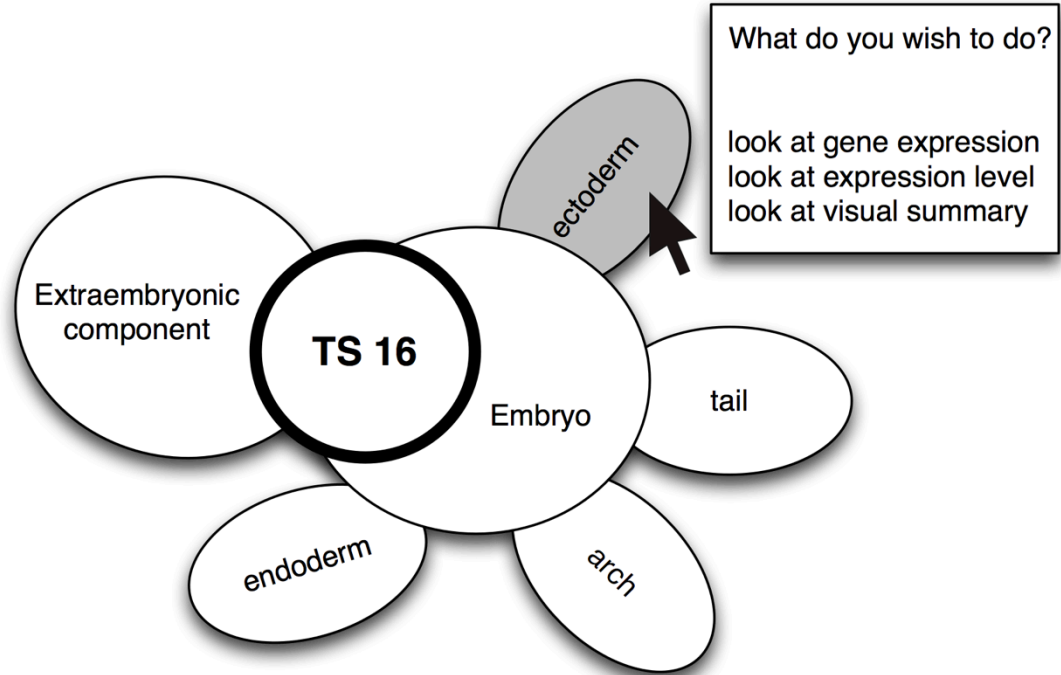 What do you wish to do?
look at gene expression
look at expression level
look at visual summary
ectoderm
Extraembryonic
component
TS 16
Embryo
tail
endoderm
arch